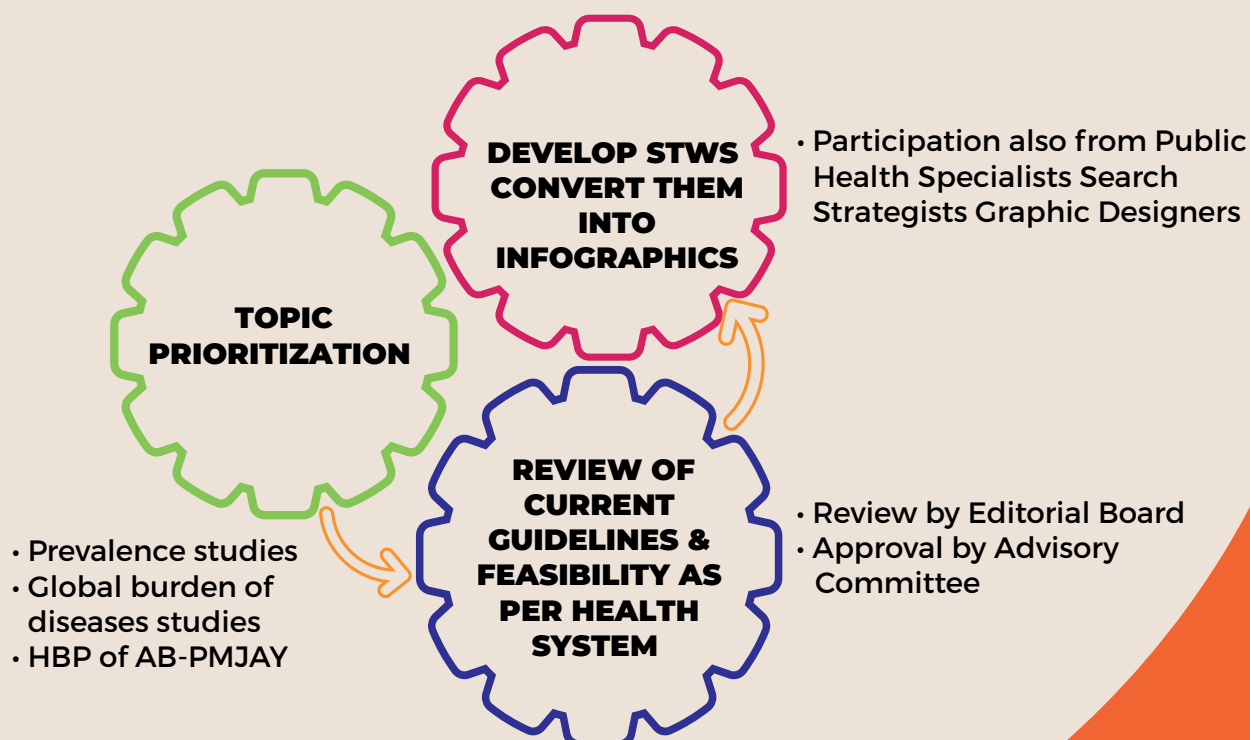 TOPIC
PRIORITIZATION
• Prevalence studies
• Global burden of
diseases studies
• HBP of AB-PMJAY
REVIEW OF
CURRENT
GUIDELINES &
FEASIBILITY AS
PER HEALTH
SYSTEM
• Review by Editorial Board
• Approval by Advisory
Committee
DEVELOP STWS
CONVERT THEM
INTO
INFOGRAPHICS
• Participation also from Public
Health Specialists Search
Strategists Graphic Designers